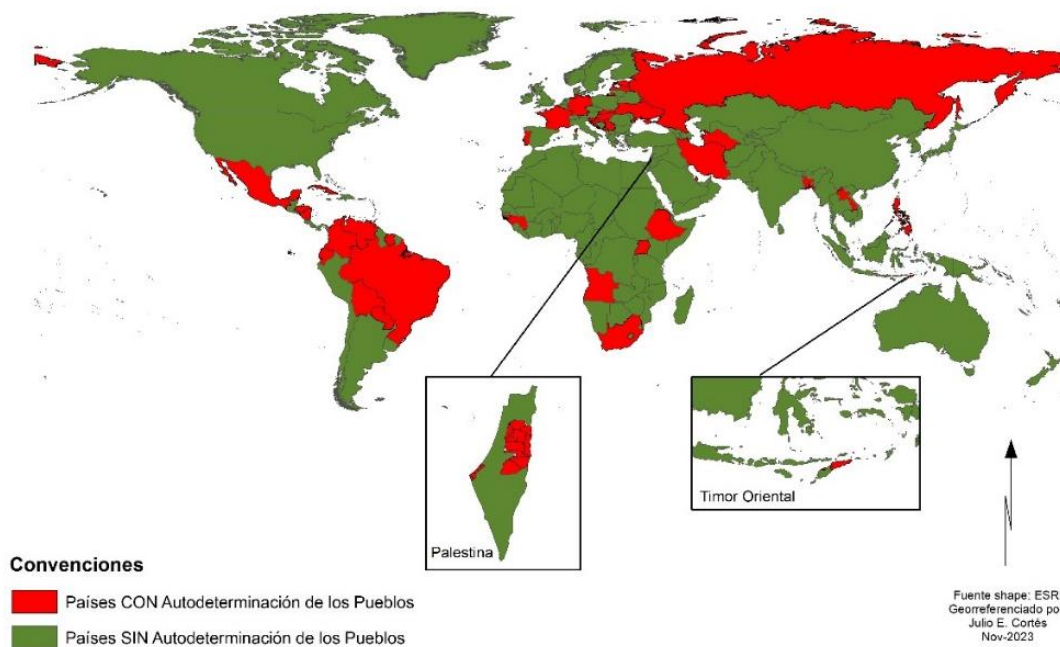 Palestina
Timor Oriental
Convenciones
Países CON Autodeterminación de los Pueblos
Países SIN Autodeterminación de los Pueblos
Fuente shape: ESR
Georreferenciado po
Julio E. Cortés
Nov-2023